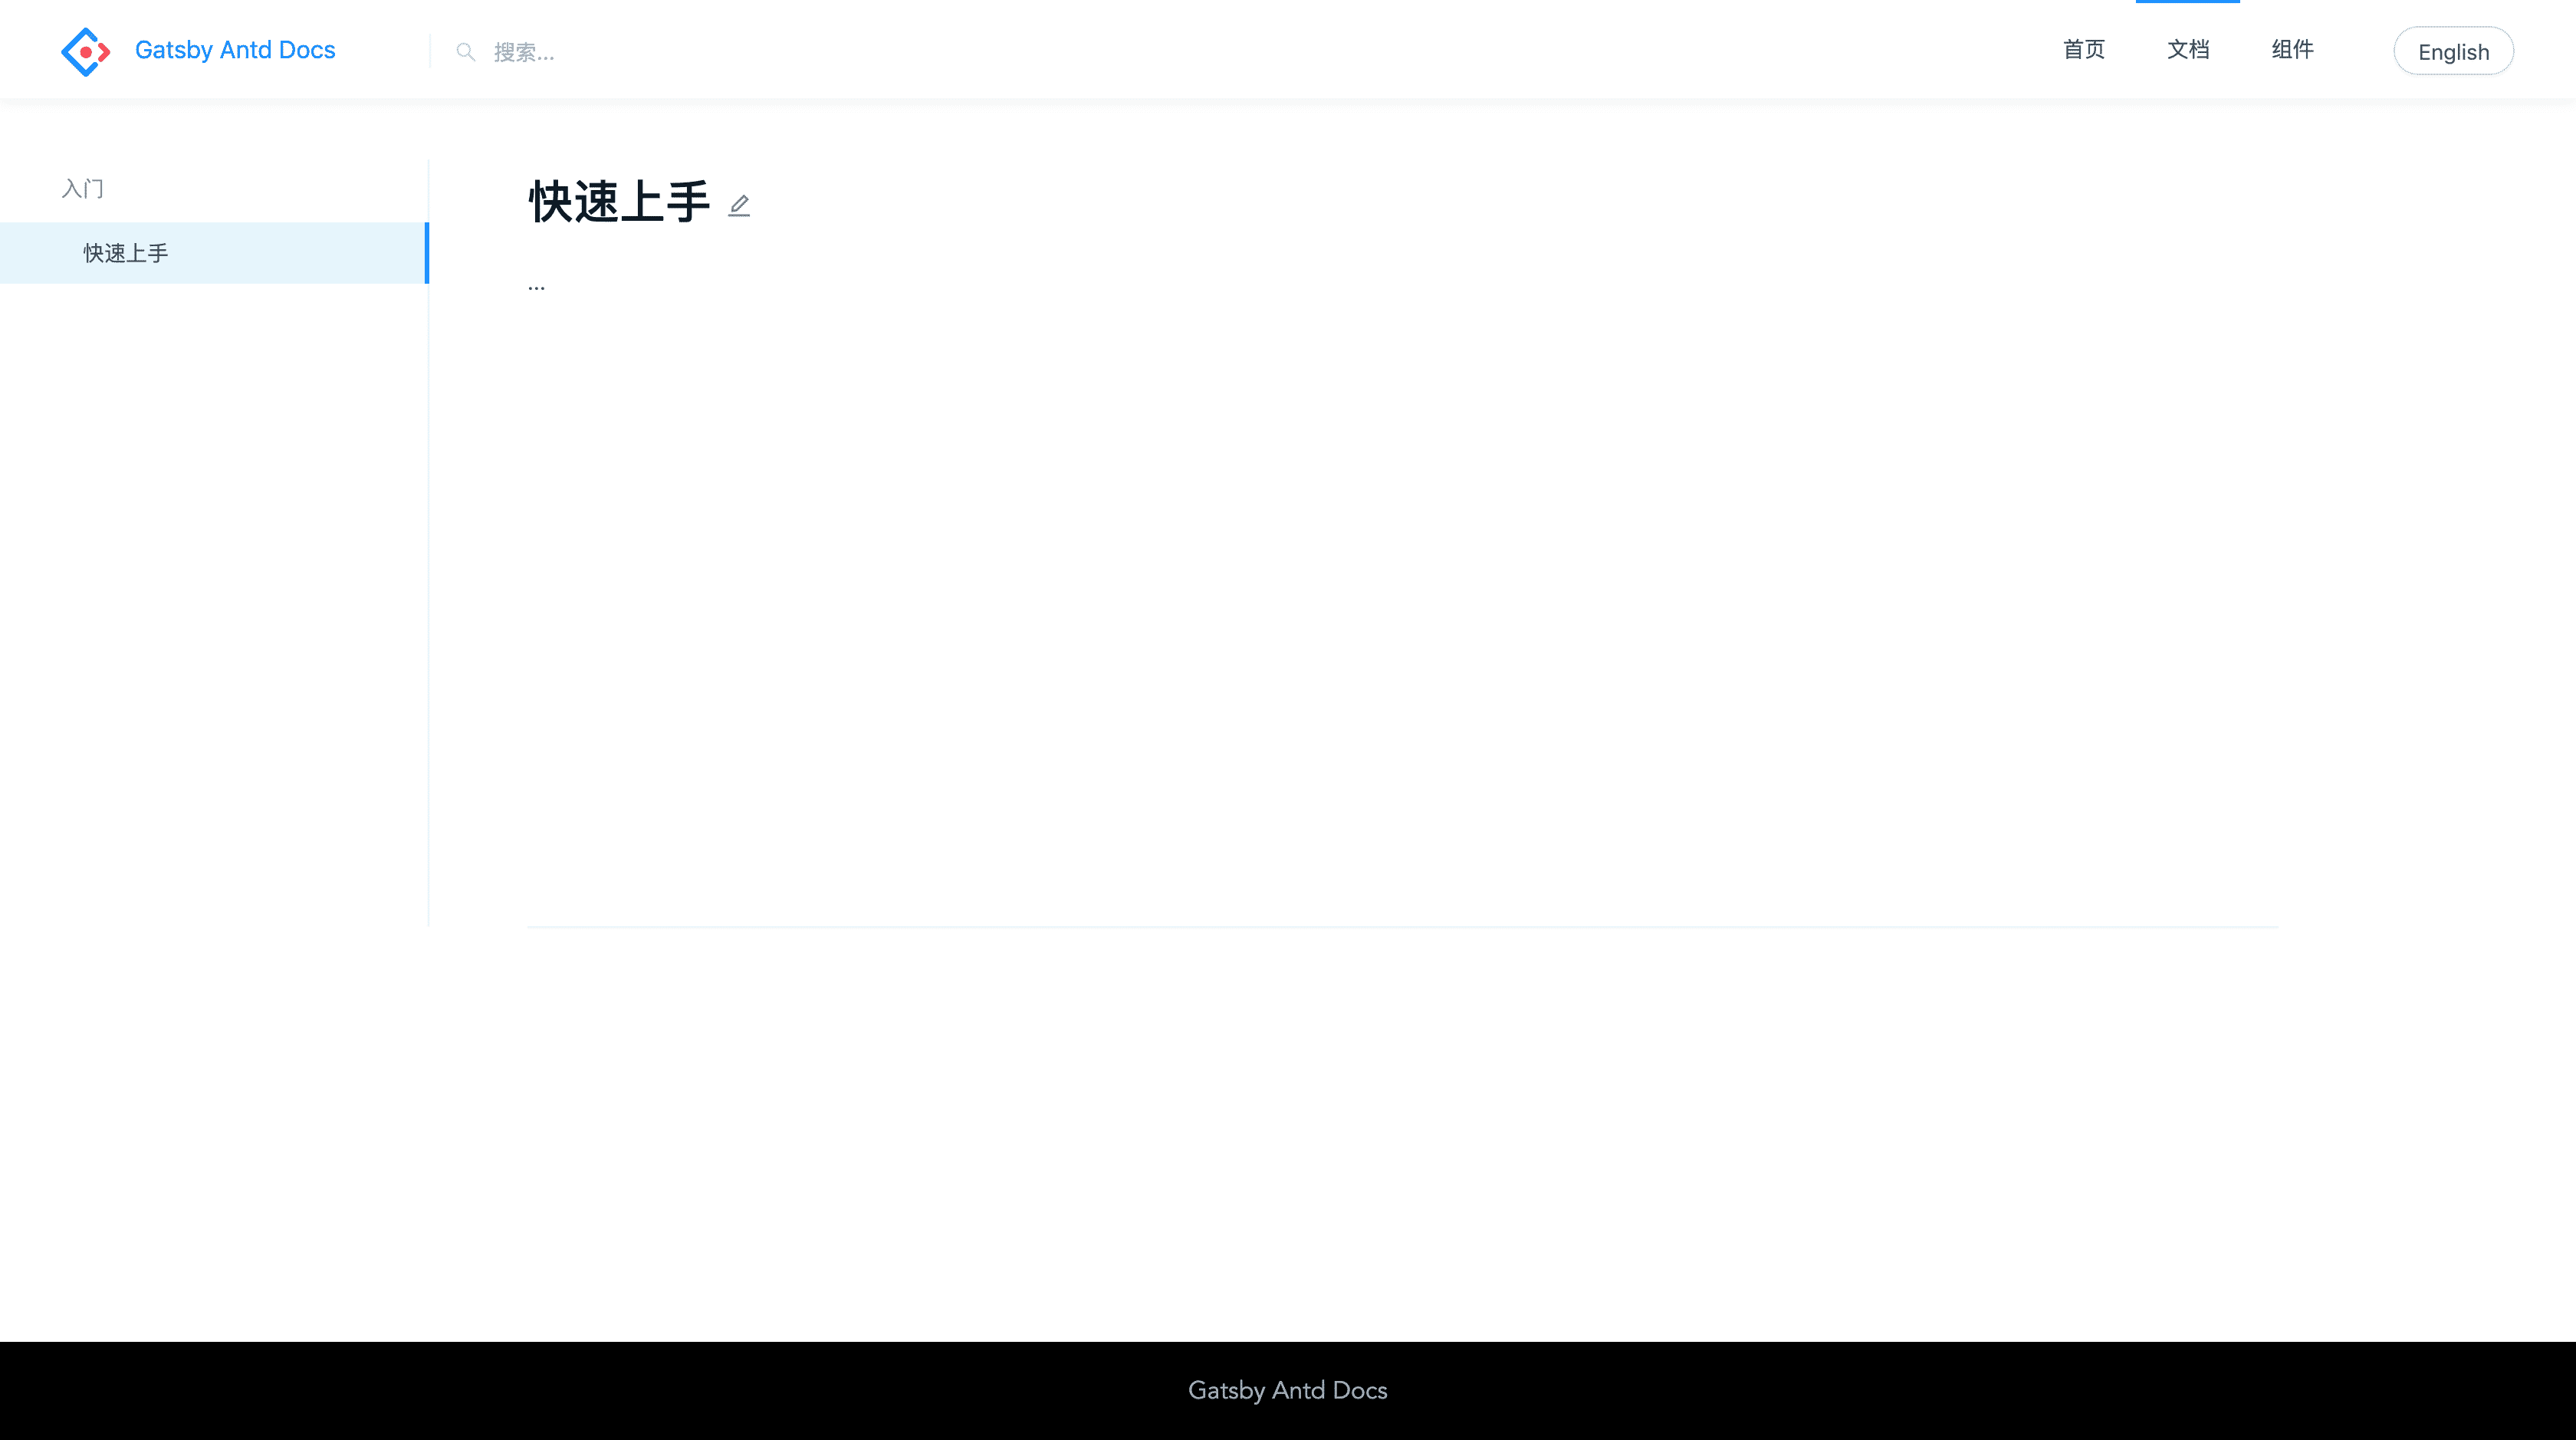 Gatsby Antd Docs
搜索...
首页
文档
组件
English
入门
快速上手
快速上手
...
Gatsby Antd Docs